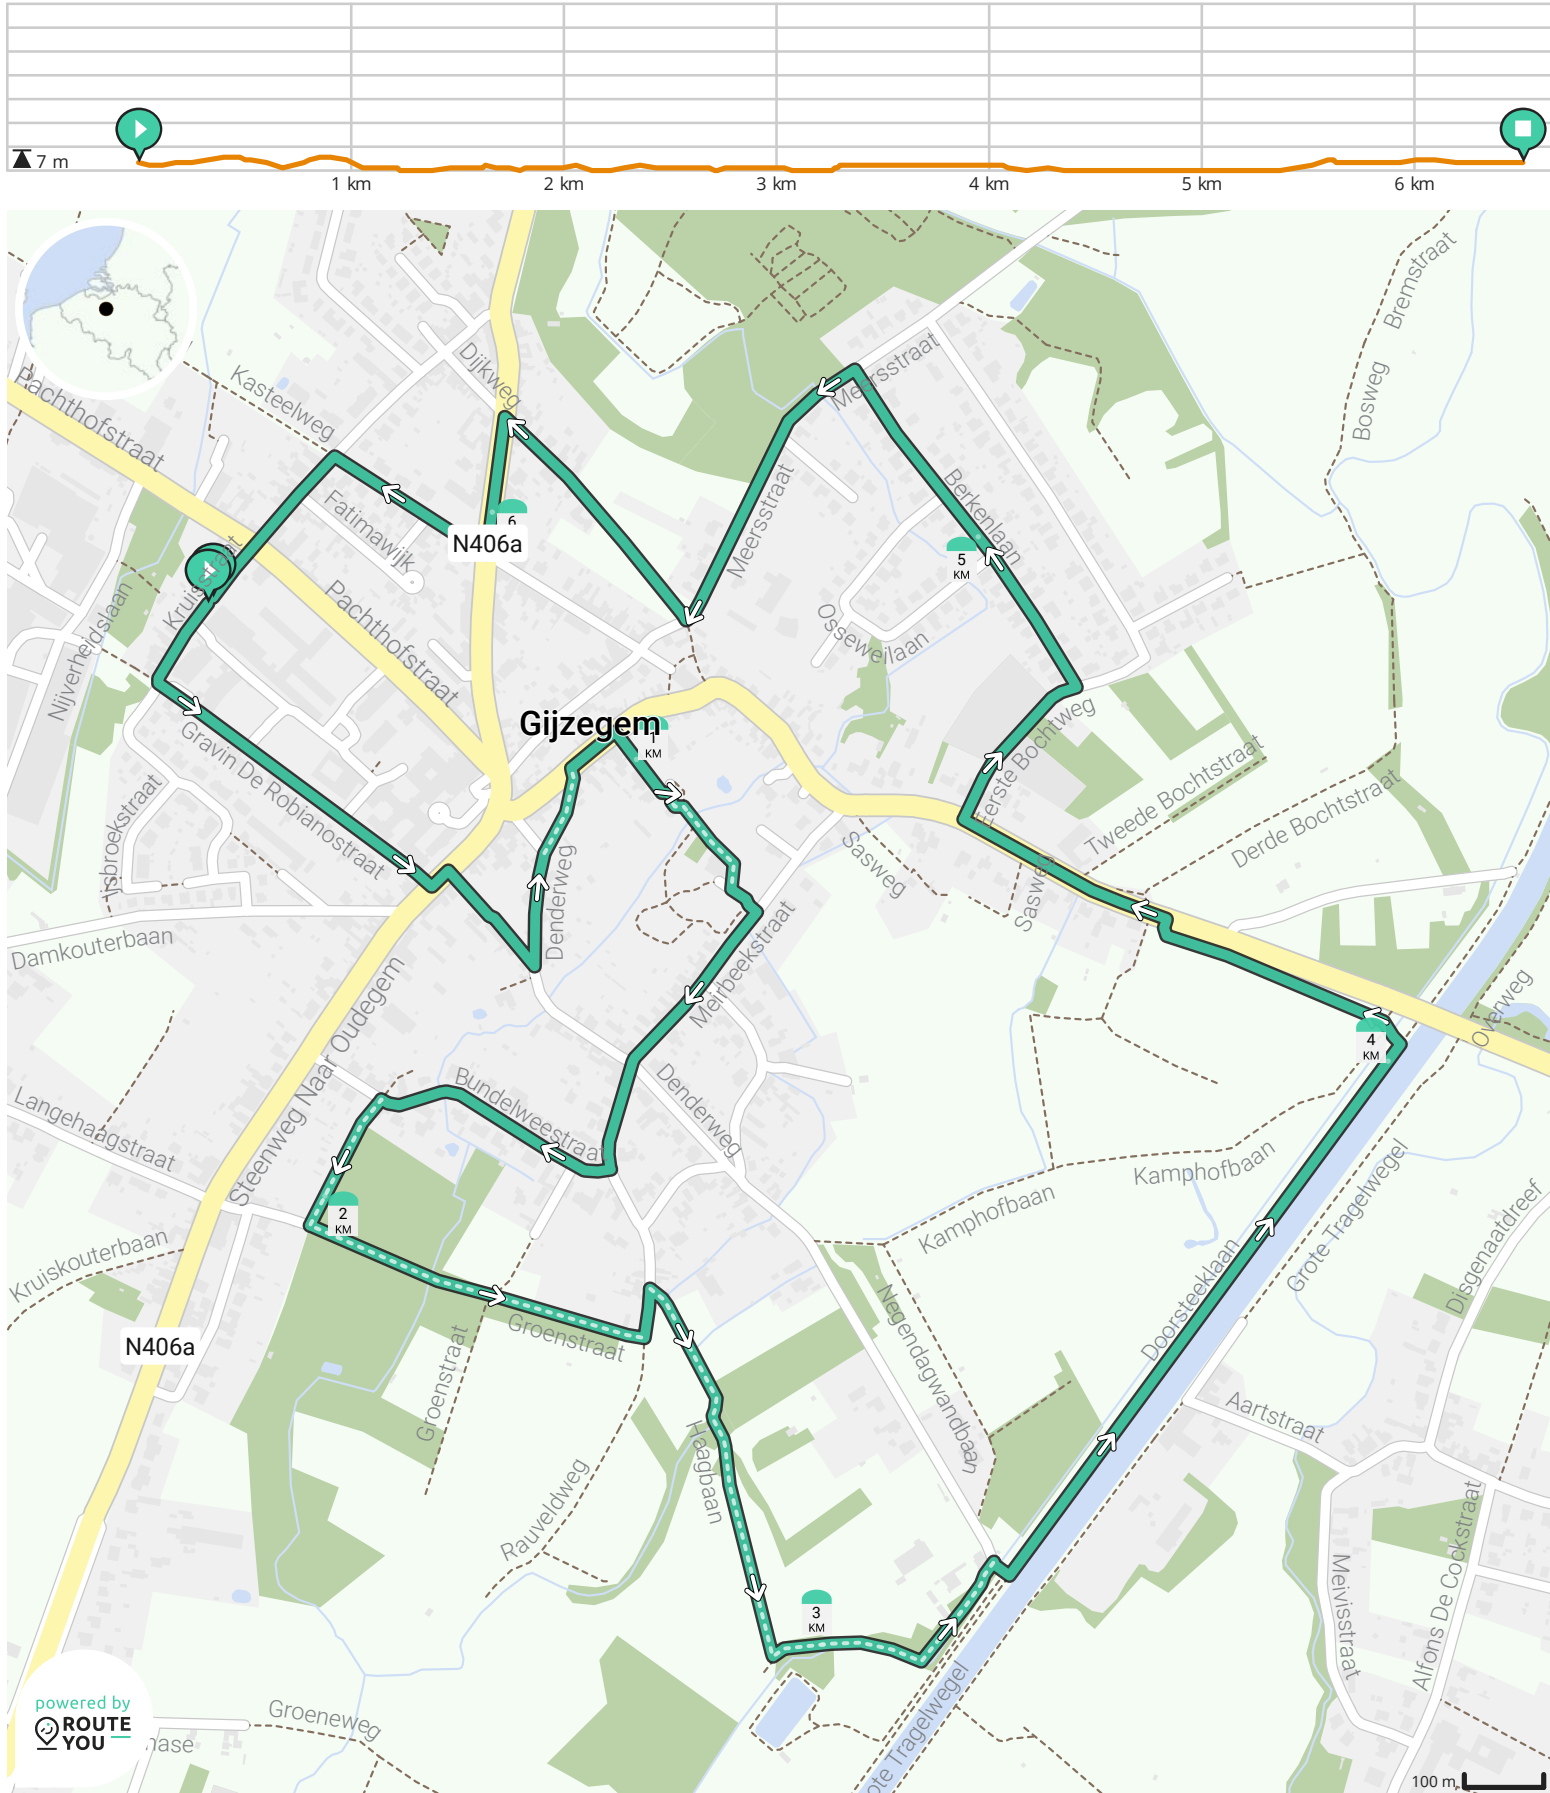 7 m
1 km
2 km
3 km
4 km
5 km
6 km
Bremstraat
Dijkweg
Meersstraat
Kasteelweg
Pachthofstraat
Bosweg
Berkenlaan
Meersstraat
Fatimawijk
6
N406a
5
KM
Kruisstraat
Nijverheidslaan
Pachthofstraat
Osseweilaan
Gijzegem
1
KM
Eerste Bochtweg
Gravin De Robianostraat
Tweede Bochtstraat
Derde Bochtstraat
Ijsbroekstraat
Sasweg
Sasweg
Denderweg
Damkouterbaan
Meirbeekstraat
Overweg
Steenweg Naar Oudegem
4
KM
Langehaagstraat
Bundelweestraat
Denderweg
Kamphofbaan
Kamphofbaan
Grote Tragelwegel
2
KM
Kruiskouterbaan
Disgenaatdreef
Doorsteeklaan
Negendagwandbaan
N406a
Groenstraat
Groenstraat
Aartstraat
Haagbaan
Rauveldweg
Meivisstraat
Alfons De Cockstraat
3
KM
ote Tragelwegel
Groeneweg
powered by
ROUTE
YOU
hase
100 m